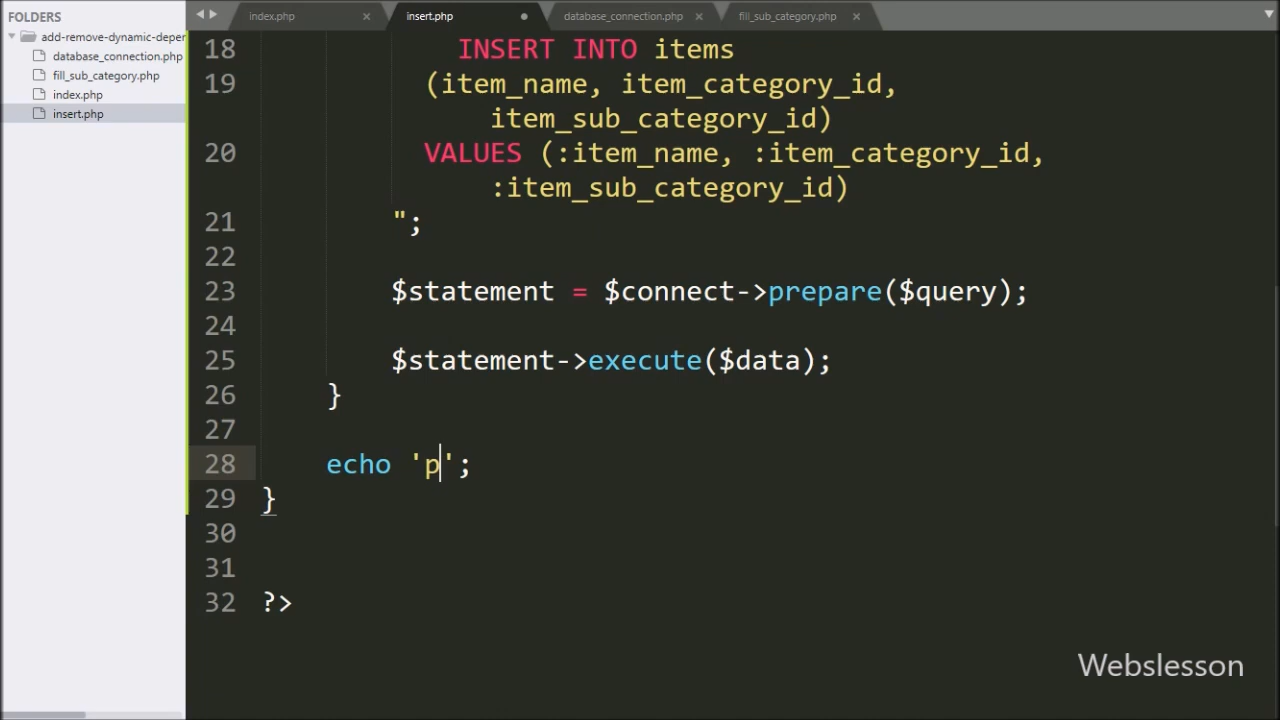 FOLDERS
add-remove-dynamic-deper
database_connection.php
fill_sub_category.php
index.php
insert.php
index.php × insert.php database_connection.php × fill_sub_category.php ×
18 INSERT INTO items
19 (item_name, item_category_id,
item_sub_category_id)
20 VALUES (:item_name, :item_category_id,
:item_sub_category_id)
21 ";
22
23 $statement = $connect->prepare($query);
24
25 $statement->execute($data);
26 }
27
28 echo 'p';
29 }
30
31
32 ?>
Webslesson